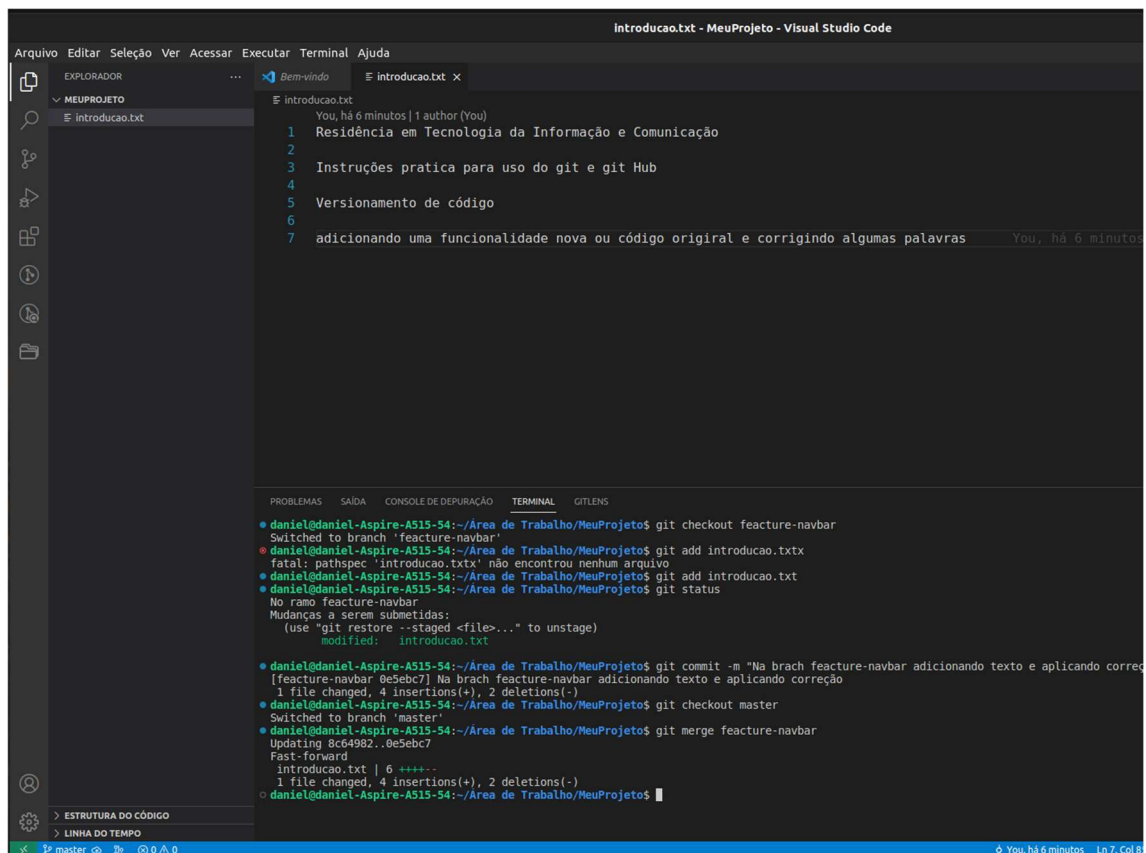 introducao.txt - MeuProjeto - Visual Studio Code
Arquivo Editar Seleção Ver Acessar Executar Terminal Ajuda
EXPLORADOR ...
MEUPROJETO
introducao.txt
Bem-vindo introducao.txt ×
introducao.txt
You, há 6 minutos | 1 author (You)
1 Residência em Tecnologia da Informação e Comunicação
2
3 Instruções pratica para uso do git e git Hub
4
5 Versionamento de código
6
7 adicionando uma funcionalidade nova ou código origiral e corrigindo algumas palavras You, há 6 minutos
PROBLEMAS SAÍDA CONSOLE DE DEPURAÇÃO TERMINAL GITLENS
daniel@daniel-Aspire-A515-54:~/Área de Trabalho/MeuProjeto$ git checkout feacture-navbar
Switched to branch 'feacture-navbar'
daniel@daniel-Aspire-A515-54:~/Área de Trabalho/MeuProjeto$ git add introducao.txtx
fatal: pathspec 'introducao.txtx' não encontrou nenhum arquivo
daniel@daniel-Aspire-A515-54:~/Área de Trabalho/MeuProjeto$ git add introducao.txt
daniel@daniel-Aspire-A515-54:~/Área de Trabalho/MeuProjeto$ git status
No ramo feacture-navbar
Mudanças a serem submetidas:
(use "git restore --staged <file>..." to unstage)
modified: introducao.txt
daniel@daniel-Aspire-A515-54:~/Área de Trabalho/MeuProjeto$ git commit -m "Na brach feacture-navbar adicionando texto e aplicando correç
[feacture-navbar 0e5ebc7] Na brach feacture-navbar adicionando texto e aplicando correção
1 file changed, 4 insertions(+), 2 deletions(-)
daniel@daniel-Aspire-A515-54:~/Área de Trabalho/MeuProjeto$ git checkout master
Switched to branch 'master'
daniel@daniel-Aspire-A515-54:~/Área de Trabalho/MeuProjeto$ git merge feacture-navbar
Updating 8c64982..0e5ebc7
Fast-forward
introducao.txt | 6 ++++--
1 file changed, 4 insertions(+), 2 deletions(-)
daniel@daniel-Aspire-A515-54:~/Área de Trabalho/MeuProjeto$
ESTRUTURA DO CÓDIGO
LINHA DO TEMPO
master 0 0 You, há 6 minutos Ln 7, Col 8